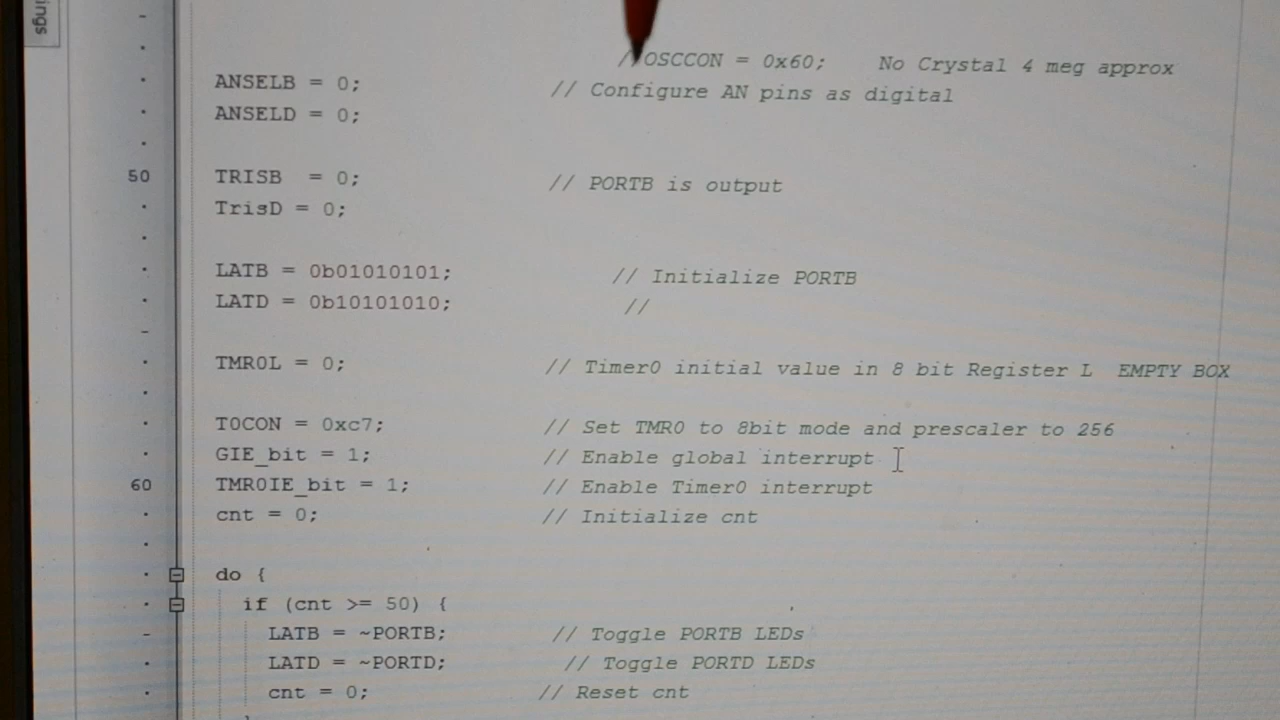 ings
//OSCCON = 0x60;    No Crystal 4 meg approx
ANSELB = 0;    // Configure AN pins as digital
ANSELD = 0;
50    TRISB  = 0;    // PORTB is output
TrisD = 0;
LATB = 0b01010101;    // Initialize PORTB
LATD = 0b10101010;    //
TMR0L = 0;    // Timer0 initial value in 8 bit Register L  EMPTY BOX
T0CON = 0xc7;    // Set TMR0 to 8bit mode and prescaler to 256
GIE_bit = 1;    // Enable global interrupt
60    TMR0IE_bit = 1;    // Enable Timer0 interrupt
cnt = 0;    // Initialize cnt
do {
if (cnt >= 50) {
LATB = ~PORTB;    // Toggle PORTB LEDs
LATD = ~PORTD;    // Toggle PORTD LEDs
cnt = 0;    // Reset cnt